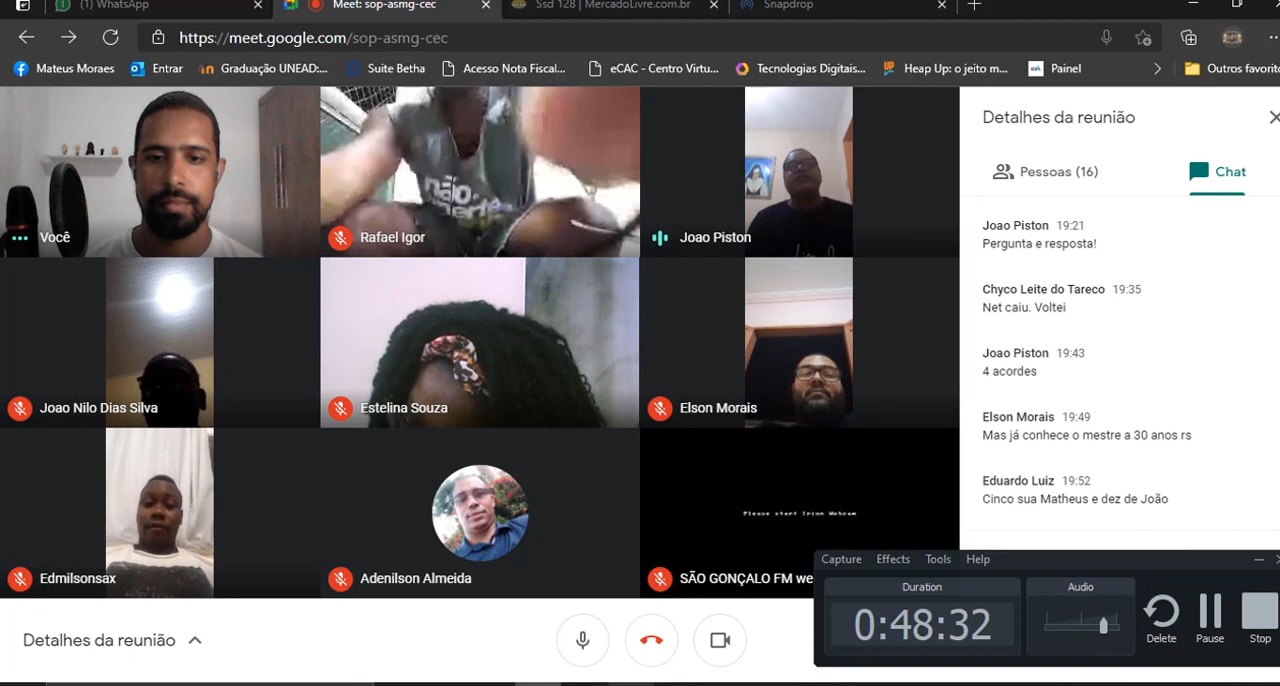 (1) WhatsApp
Meet: sop-asmg-cec
Ssd 128 | MercadoLivre.com.br
Snapdrop
https://meet.google.com/sop-asmg-cec
Mateus Moraes
Entrar
Graduação UNEAD:...
Suite Betha
Acesso Nota Fiscal...
eCAC - Centro Virtu...
Tecnologias Digitais...
Heap Up: o jeito m...
Painel
Outros favorito
Detalhes da reunião
Pessoas (16)
Chat
Você
Rafael Igor
Joao Piston
Joao Piston 19:21
Pergunta e resposta!
Chyco Leite do Tareco 19:35
Net caiu. Voltei
Joao Piston 19:43
4 acordes
Joao Nilo Dias Silva
Estelina Souza
Elson Morais
Elson Morais 19:49
Mas já conhece o mestre a 30 anos rs
Eduardo Luiz 19:52
Cinco sua Matheus e dez de João
Please start Iriun Webcam
Edmilsonsax
Adenilson Almeida
SÃO GONÇALO FM we
Capture Effects Tools Help
Duration
0:48:32
Audio
Delete
Pause
Stop
Detalhes da reunião